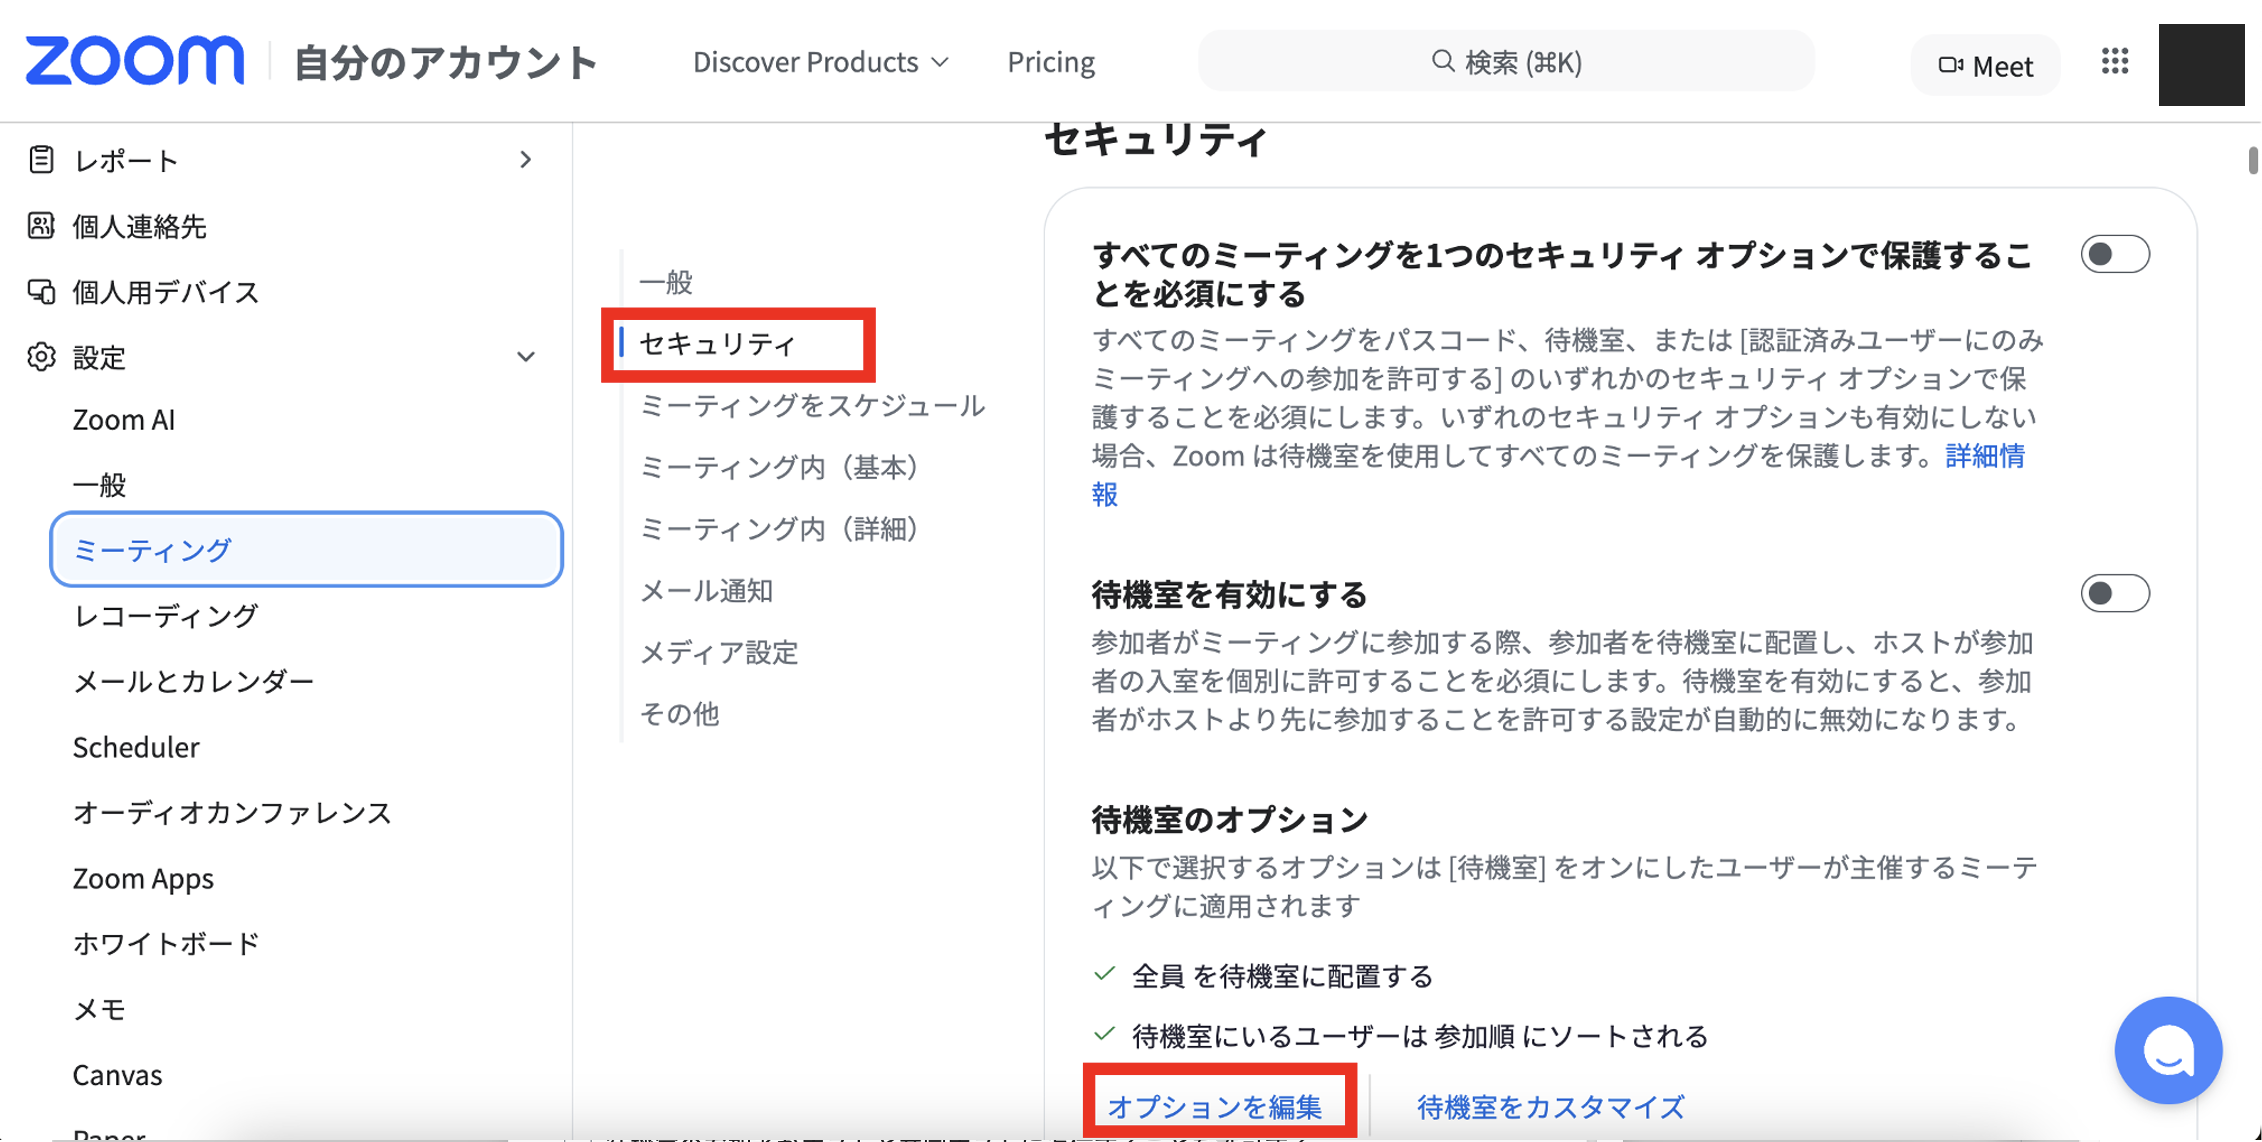 zoom 自分のアカウント Discover Products Pricing 検索 (⌘K) Meet
レポート
個人連絡先
個人用デバイス
設定
Zoom AI
一般
ミーティング
レコーディング
メールとカレンダー
Scheduler
オーディオカンファレンス
Zoom Apps
ホワイトボード
メモ
Canvas
Paper
一般
セキュリティ
ミーティングをスケジュール
ミーティング内（基本）
ミーティング内（詳細）
メール通知
メディア設定
その他
セキュリティ
すべてのミーティングを1つのセキュリティ オプションで保護するこ
とを必須にする
すべてのミーティングをパスコード、待機室、または [認証済みユーザーにのみ
ミーティングへの参加を許可する] のいずれかのセキュリティ オプションで保
護することを必須にします。いずれのセキュリティ オプションも有効にしない
場合、Zoom は待機室を使用してすべてのミーティングを保護します。詳細情
報
待機室を有効にする
参加者がミーティングに参加する際、参加者を待機室に配置し、ホストが参加
者の入室を個別に許可することを必須にします。待機室を有効にすると、参加
者がホストより先に参加することを許可する設定が自動的に無効になります。
待機室のオプション
以下で選択するオプションは [待機室] をオンにしたユーザーが主催するミーテ
ィングに適用されます
全員 を待機室に配置する
待機室にいるユーザーは 参加順 にソートされる
オプションを編集 待機室をカスタマイズ